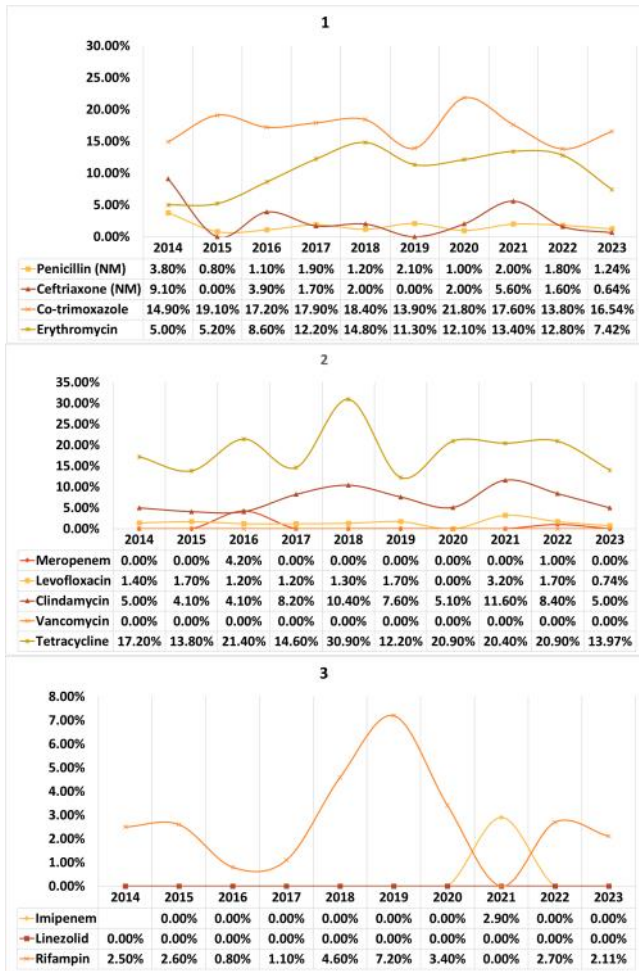 1
30.00%
25.00%
20.00%
15.00%
10.00%
5.00%
0.00%
2014 2015 2016 2017 2018 2019 2020 2021 2022 2023
Penicillin (NM) 3.80% 0.80% 1.10% 1.90% 1.20% 2.10% 1.00% 2.00% 1.80% 1.24%
Ceftriaxone (NM) 9.10% 0.00% 3.90% 1.70% 2.00% 0.00% 2.00% 5.60% 1.60% 0.64%
Co-trimoxazole 14.90% 19.10% 17.20% 17.90% 18.40% 13.90% 21.80% 17.60% 13.80% 16.54%
Erythromycin 5.00% 5.20% 8.60% 12.20% 14.80% 11.30% 12.10% 13.40% 12.80% 7.42%
2
35.00%
30.00%
25.00%
20.00%
15.00%
10.00%
5.00%
0.00%
2014 2015 2016 2017 2018 2019 2020 2021 2022 2023
Meropenem 0.00% 0.00% 4.20% 0.00% 0.00% 0.00% 0.00% 0.00% 1.00% 0.00%
Levofloxacin 1.40% 1.70% 1.20% 1.20% 1.30% 1.70% 0.00% 3.20% 1.70% 0.74%
Clindamycin 5.00% 4.10% 4.10% 8.20% 10.40% 7.60% 5.10% 11.60% 8.40% 5.00%
Vancomycin 0.00% 0.00% 0.00% 0.00% 0.00% 0.00% 0.00% 0.00% 0.00% 0.00%
Tetracycline 17.20% 13.80% 21.40% 14.60% 30.90% 12.20% 20.90% 20.40% 20.90% 13.97%
3
8.00%
7.00%
6.00%
5.00%
4.00%
3.00%
2.00%
1.00%
0.00%
2014 2015 2016 2017 2018 2019 2020 2021 2022 2023
Imipenem 0.00% 0.00% 0.00% 0.00% 0.00% 0.00% 2.90% 0.00% 0.00%
Linezolid 0.00% 0.00% 0.00% 0.00% 0.00% 0.00% 0.00% 0.00% 0.00% 0.00%
Rifampin 2.50% 2.60% 0.80% 1.10% 4.60% 7.20% 3.40% 0.00% 2.70% 2.11%